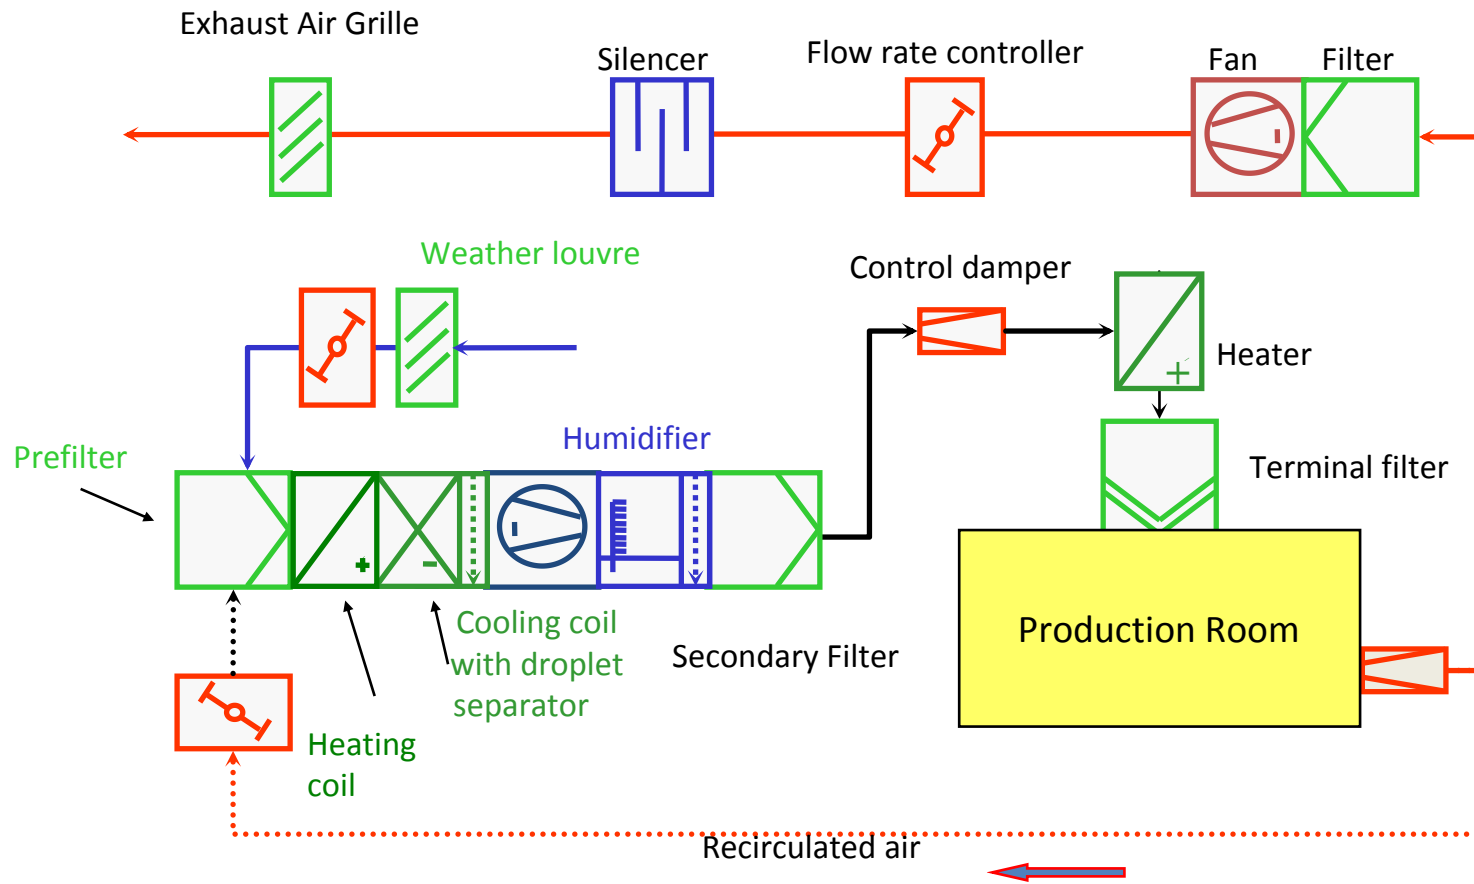 Exhaust Air Grille
Silencer
Flow rate controller
Fan
Filter
Weather louvre
Control damper
Heater
Prefilter
Humidifier
Terminal filter
Cooling coil
with droplet
separator
Secondary Filter
Production Room
Heating
coil
Recirculated air